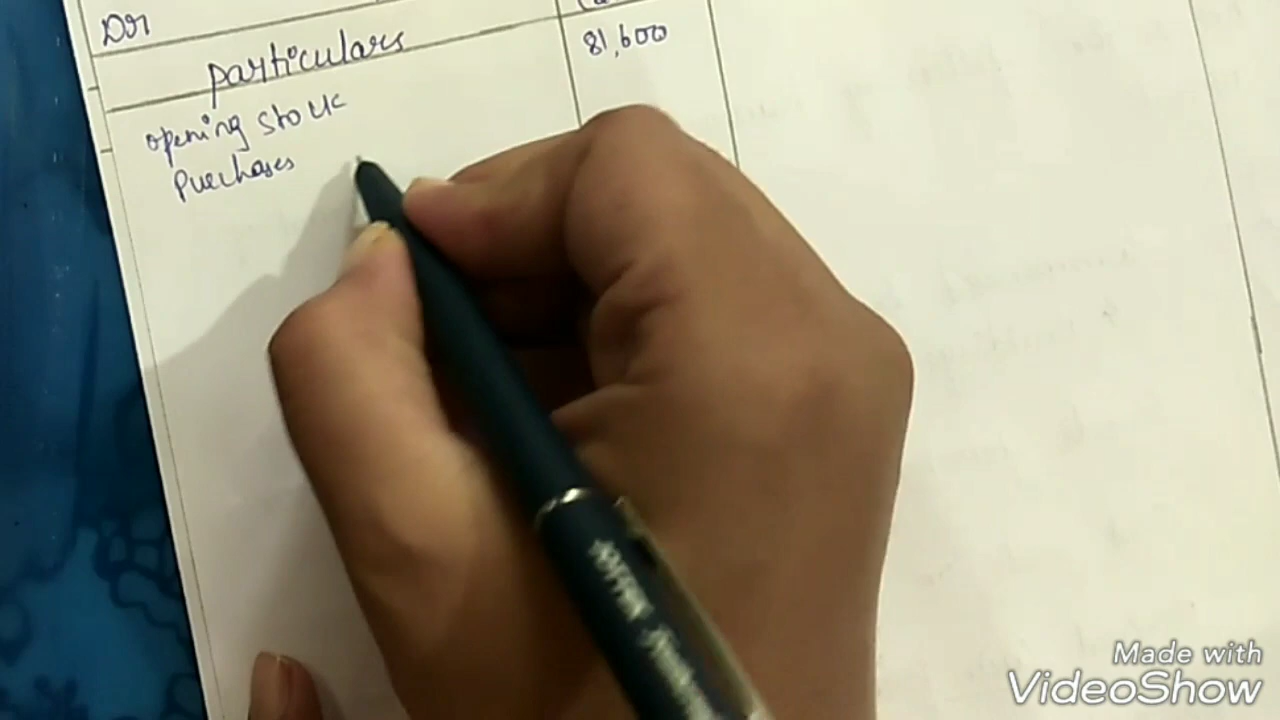 Dr
particulars
81,600
opening stock
Purchases
Made with
VideoShow